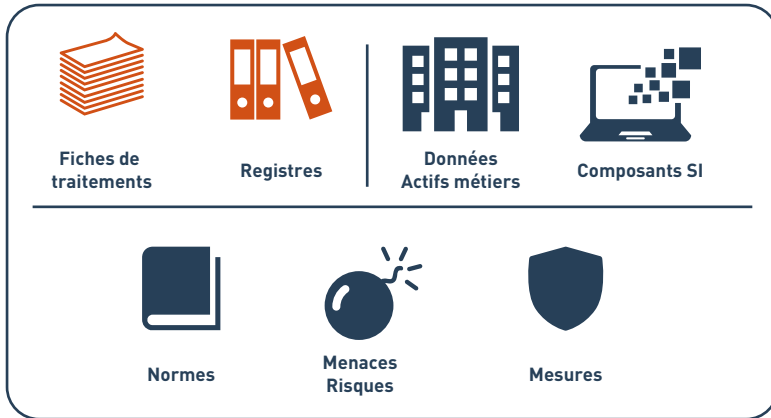 Fiches de
traitements
Registres
Données
Actifs métiers
Composants SI
Normes
Menaces
Risques
Mesures